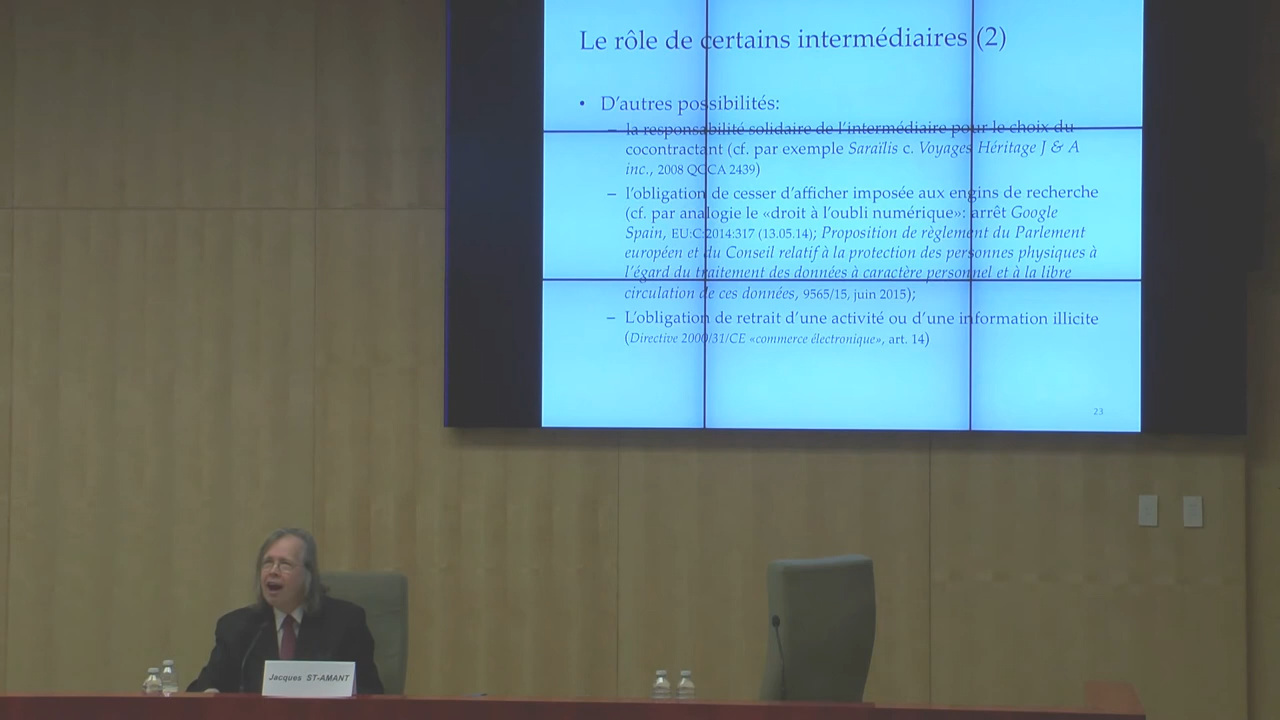 Le rôle de certains intermédiaires (2)
• D'autres possibilités:
– la responsabilité solidaire de l'intermédiaire pour le choix du
cocontractant (cf. par exemple Saraïlis c. Voyages Héritage J & A
inc., 2008 QCCA 2439)
– l'obligation de cesser d'afficher imposée aux engins de recherche
(cf. par analogie le «droit à l'oubli numérique»: arrêt Google
Spain, EU:C:2014:317 (13.05.14); Proposition de règlement du Parlement
européen et du Conseil relatif à la protection des personnes physiques à
l'égard du traitement des données à caractère personnel et à la libre
circulation de ces données, 9565/15, juin 2015);
– L'obligation de retrait d'une activité ou d'une information illicite
(Directive 2000/31/CE «commerce électronique», art. 14)
23
Jacques ST-AMANT